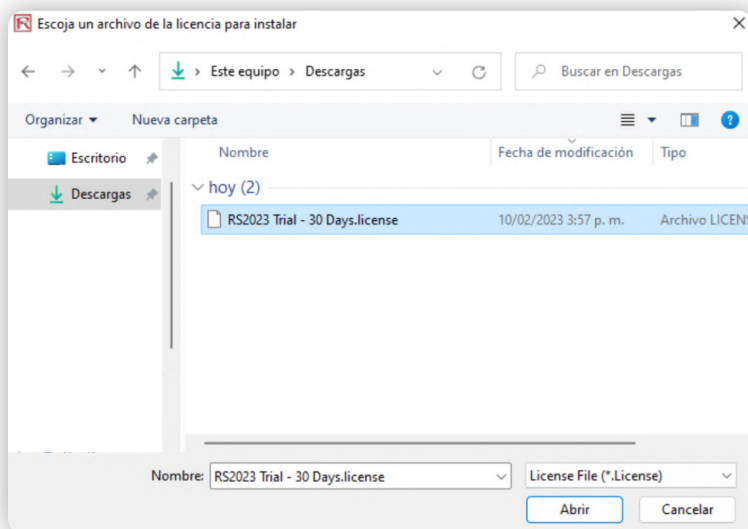 Escoja un archivo de la licencia para instalar
Este equipo > Descargas
Buscar en Descargas
Organizar
Nueva carpeta
Escritorio
Nombre
Fecha de modificación
Tipo
Descargas
hoy (2)
RS2023 Trial - 30 Days.license
10/02/2023 3:57 p. m.
Archivo LICENS
Nombre:
RS2023 Trial - 30 Days.license
License File (*.License)
Abrir
Cancelar